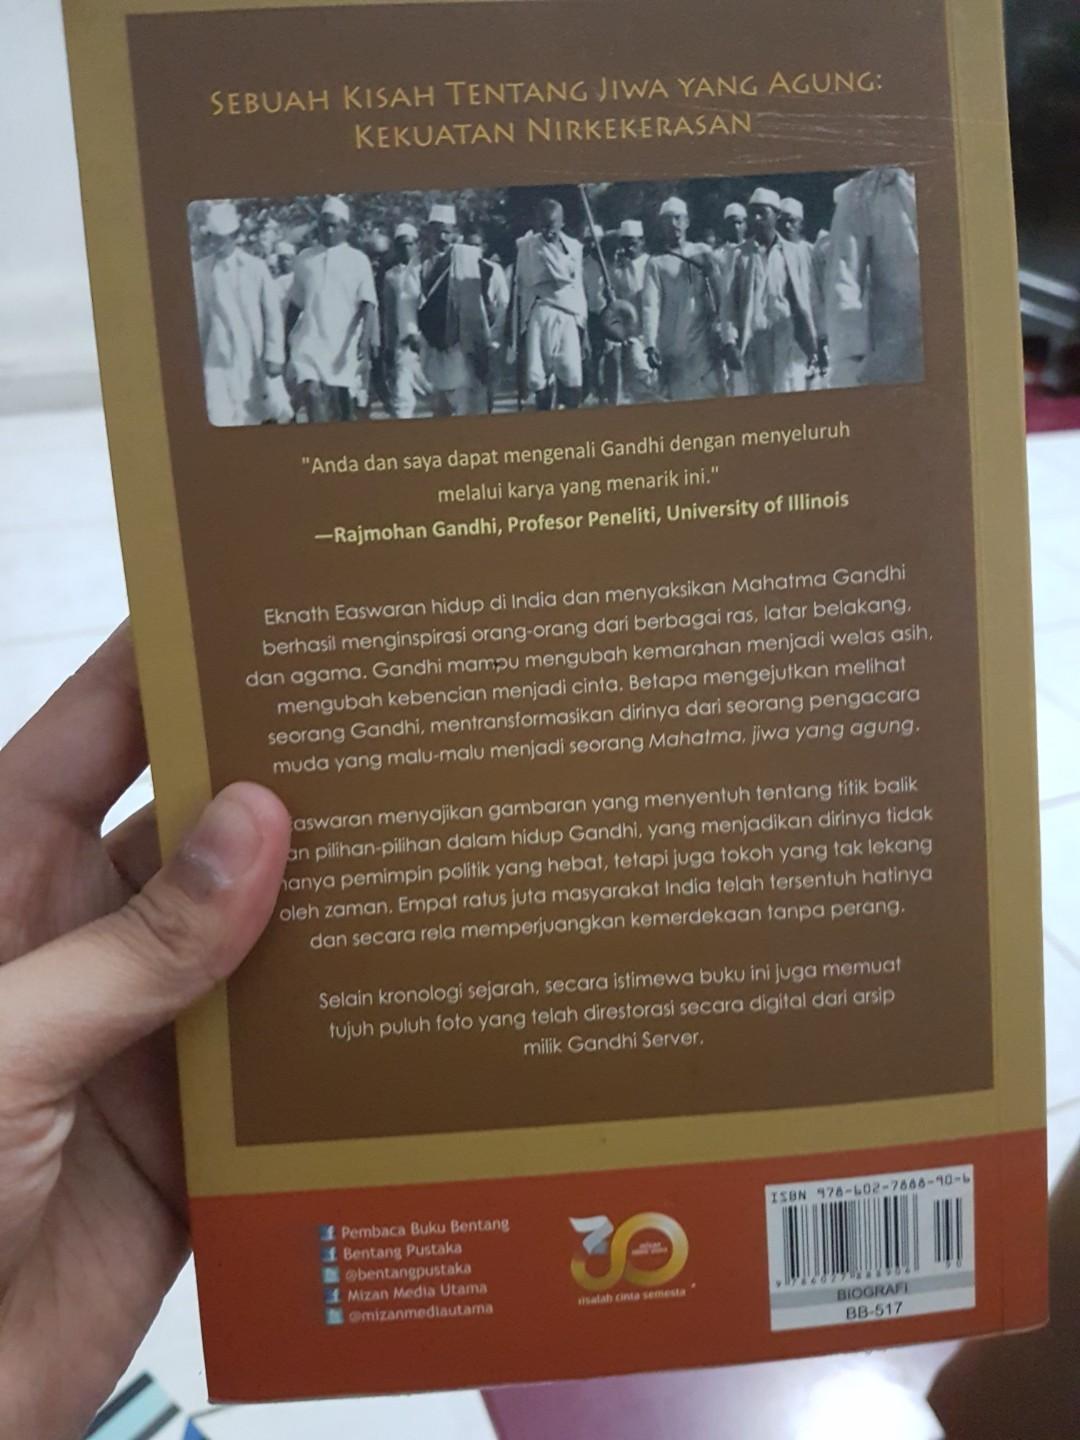 SEBUAH KISAH TENTANG JIWA YANG AGUNG:
KEKUATAN NIRKEKERASAN
"Anda dan saya dapat mengenali Gandhi dengan menyeluruh
melalui karya yang menarik ini."
—Rajmohan Gandhi, Profesor Peneliti, University of Illinois
Eknath Easwaran hidup di India dan menyaksikan Mahatma Gandhi
berhasil menginspirasi orang-orang dari berbagai ras, latar belakang,
dan agama. Gandhi mampu mengubah kemarahan menjadi welas asih,
mengubah kebencian menjadi cinta. Betapa mengejutkan melihat
seorang Gandhi, mentransformasikan dirinya dari seorang pengacara
muda yang malu-malu menjadi seorang Mahatma, jiwa yang agung.
aswaran menyajikan gambaran yang menyentuh tentang titik balik
an pilihan-pilihan dalam hidup Gandhi, yang menjadikan dirinya tidak
anya pemimpin politik yang hebat, tetapi juga tokoh yang tak lekang
oleh zaman. Empat ratus juta masyarakat India telah tersentuh hatinya
dan secara rela memperjuangkan kemerdekaan tanpa perang.
Selain kronologi sejarah, secara istimewa buku ini juga memuat
tujuh puluh foto yang telah direstorasi secara digital dari arsip
milik Gandhi Server.
Pembaca Buku Bentang
Bentang Pustaka
@bentangpustaka
Mizan Media Utama
@mizanmediautama
30
risalah cinta semesta
ISBN 978-602-7888-90-6
9 786027 888906
90
BIOGRAFI
BB-517